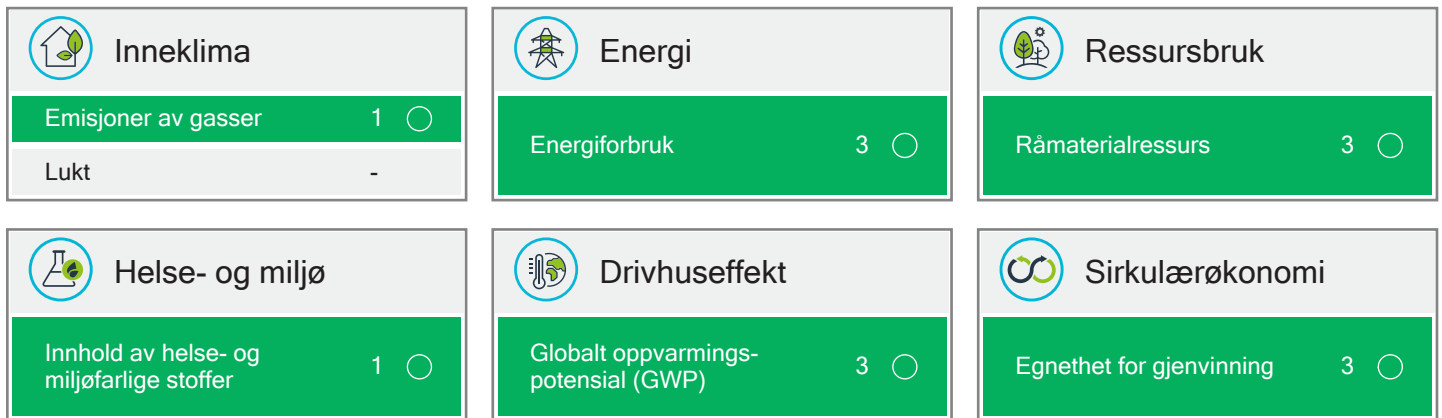 Inneklima
Emisjoner av gasser 1
Lukt -
Energi
Energiforbruk 3
Ressursbruk
Råmaterialressurs 3
Helse- og miljø
Innhold av helse- og
miljøfarlige stoffer 1
Drivhuseffekt
Globalt oppvarmings-
potensial (GWP) 3
Sirkulærøkonomi
Egnethet for gjenvinning 3